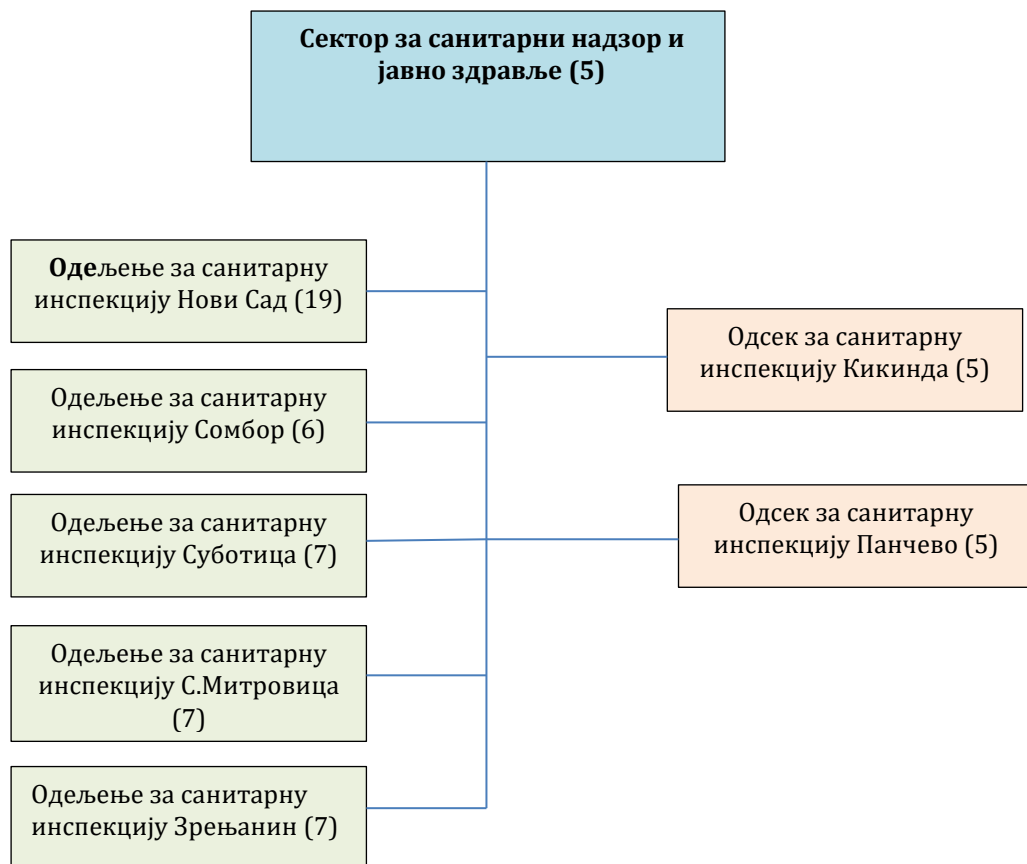 Сектор за санитарни надзор и
јавно здравље (5)
Одељење за санитарну
инспекцију Нови Сад (19)
Одсек за санитарну
инспекцију Кикинда (5)
Одељење за санитарну
инспекцију Сомбор (6)
Одељење за санитарну
инспекцију Суботица (7)
Одсек за санитарну
инспекцију Панчево (5)
Одељење за санитарну
инспекцију С.Митровица
(7)
Одељење за санитарну
инспекцију Зрењанин (7)